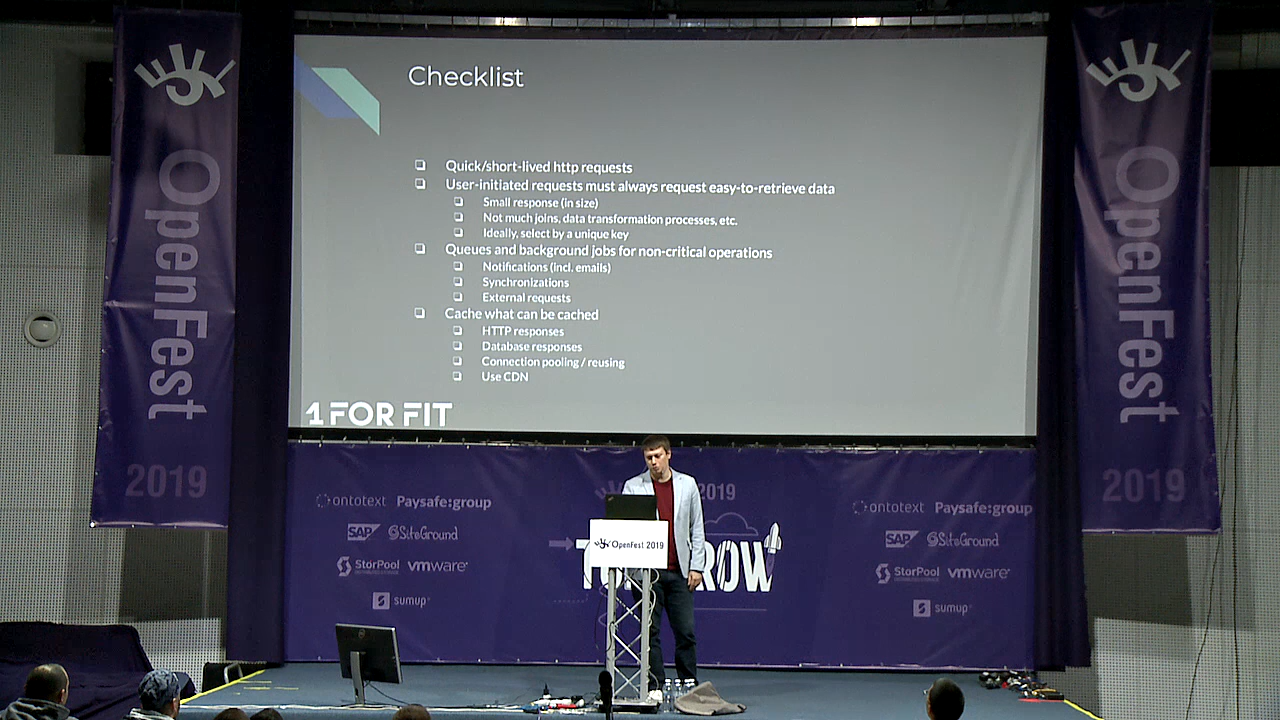 Checklist
Quick/short-lived http requests
User-initiated requests must always request easy-to-retrieve data
Small response (in size)
Not much joins, data transformation processes, etc.
Ideally, select by a unique key
Queues and background jobs for non-critical operations
Notifications (incl. emails)
Synchronizations
External requests
Cache what can be cached
HTTP responses
Database responses
Connection pooling / reusing
Use CDN
1 FOR FIT
OpenFest
2019
OpenFest
2019
ontotext Paysafe:group
SAP SiteGround
StorPool vmware
sumup
2019
OpenFest 2019
ROW
ontotext Paysafe:group
SAP SiteGround
StorPool vmware
sumup